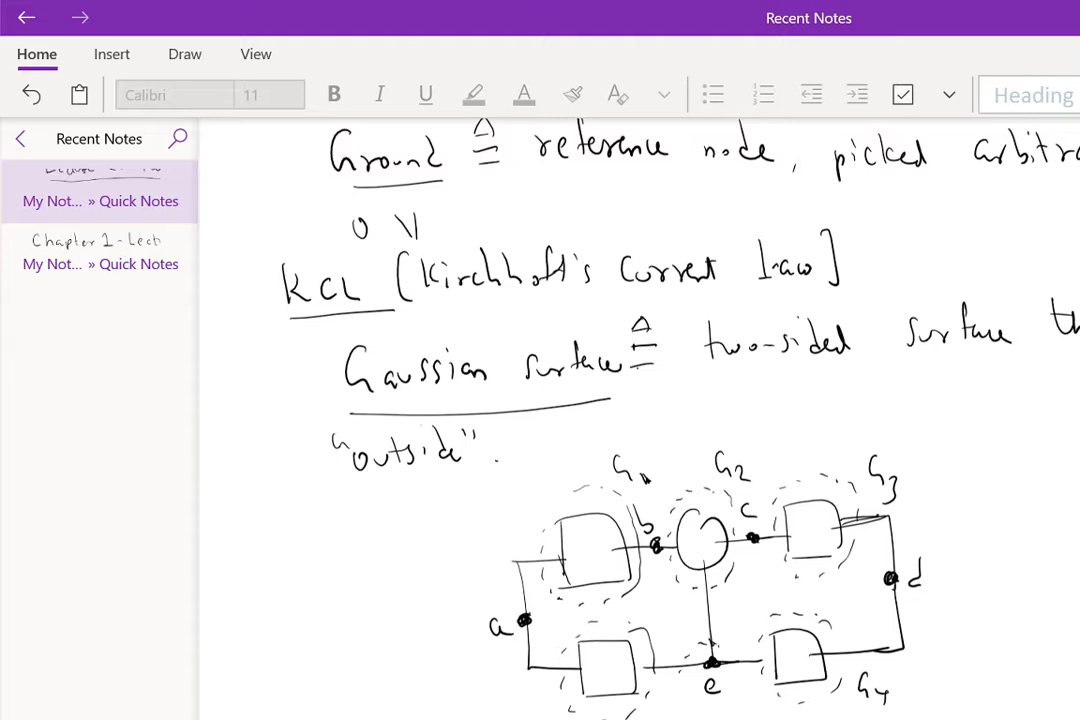 Recent Notes
Home Insert Draw View
Calibri 11 B I U A Heading
Recent Notes
My Not... » Quick Notes
Chapter 1 - Lect
My Not... » Quick Notes
Ground ≜ reference node, picked arbitra
0 V
KCL [Kirchhoff's Current Law]
Gaussian surface ≜ two-sided surface th
"outside".
G1 G2 G3
b c
d
a
e
G4